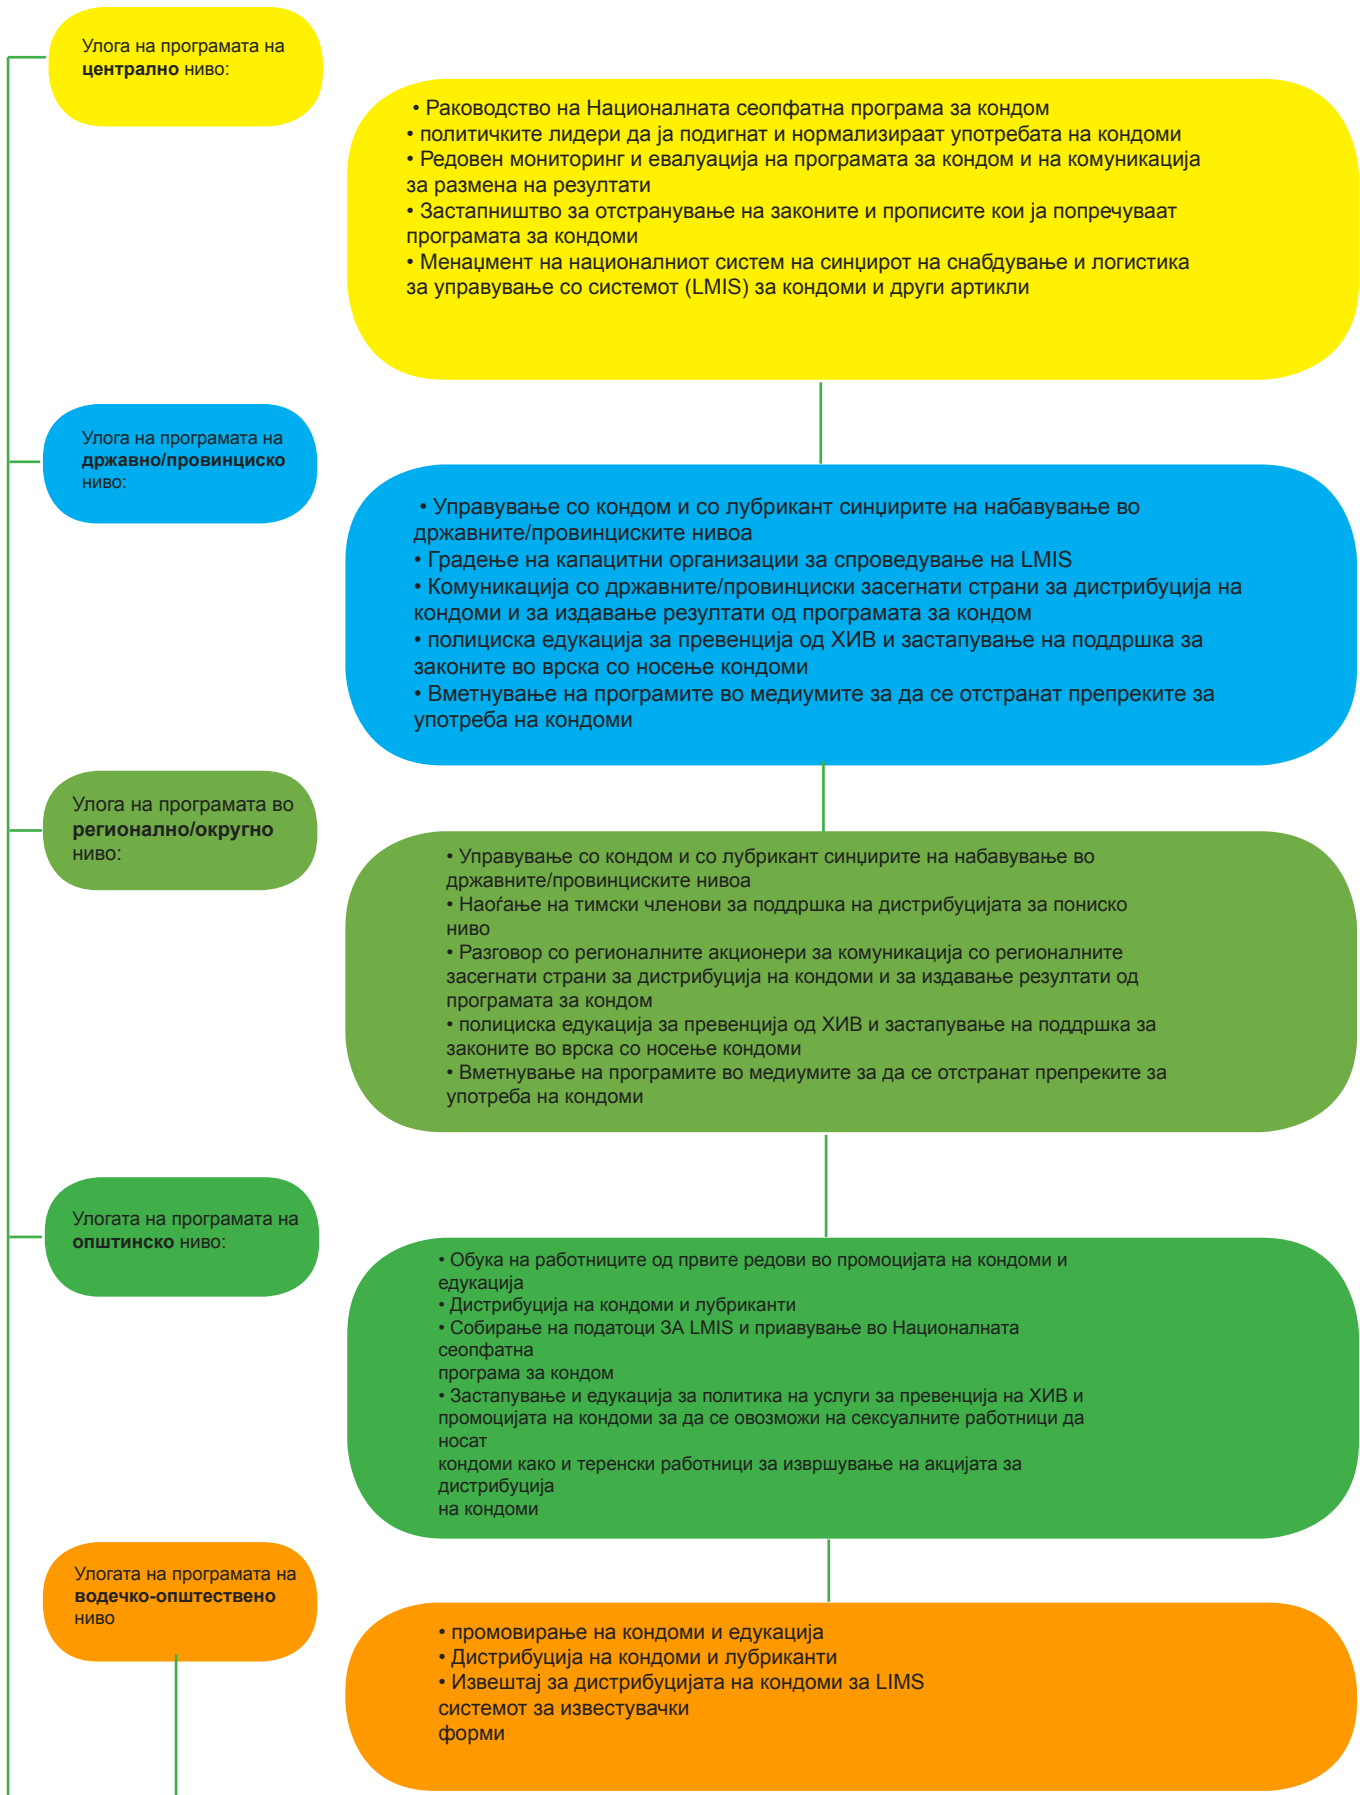 Улога на програмата на
централно ниво:
• Раководство на Националната сеопфатна програма за кондом
• политичките лидери да ја подигнат и нормализираат употребата на кондоми
• Редовен мониторинг и евалуација на програмата за кондом и на комуникација
за размена на резултати
• Застапништво за отстранување на законите и прописите кои ја попречуваат
програмата за кондоми
• Менаџмент на националниот систем на синџирот на снабдување и логистика
за управување со системот (LMIS) за кондоми и други артикли
Улога на програмата на
државно/провинциско
ниво:
• Управување со кондом и со лубрикант синџирите на набавување во
државните/провинциските нивоа
• Градење на капацитни организации за спроведување на LMIS
• Комуникација со државните/провинциски засегнати страни за дистрибуција на
кондоми и за издавање резултати од програмата за кондом
• полициска едукација за превенција од ХИВ и застапување на поддршка за
законите во врска со носење кондоми
• Вметнување на програмите во медиумите за да се отстранат препреките за
употреба на кондоми
Улога на програмата во
регионално/округно
ниво:
• Управување со кондом и со лубрикант синџирите на набавување во
државните/провинциските нивоа
• Наоѓање на тимски членови за поддршка на дистрибуцијата за пониско
ниво
• Разговор со регионалните акционери за комуникација со регионалните
засегнати страни за дистрибуција на кондоми и за издавање резултати од
програмата за кондом
• полициска едукација за превенција од ХИВ и застапување на поддршка за
законите во врска со носење кондоми
• Вметнување на програмите во медиумите за да се отстранат препреките за
употреба на кондоми
Улогата на програмата на
општинско ниво:
• Обука на работниците од првите редови во промоцијата на кондоми и
едукација
• Дистрибуција на кондоми и лубриканти
• Собирање на податоци ЗА LMIS и приавување во Националната
сеопфатна
програма за кондом
• Застапување и едукација за политика на услуги за превенција на ХИВ и
промоцијата на кондоми за да се овозможи на сексуалните работници да
носат
кондоми како и теренски работници за извршување на акцијата за
дистрибуција
на кондоми
Улогата на програмата на
водечко-општествено
ниво
• промовирање на кондоми и едукација
• Дистрибуција на кондоми и лубриканти
• Извештај за дистрибуцијата на кондоми за LIMS
системот за известувачки
форми